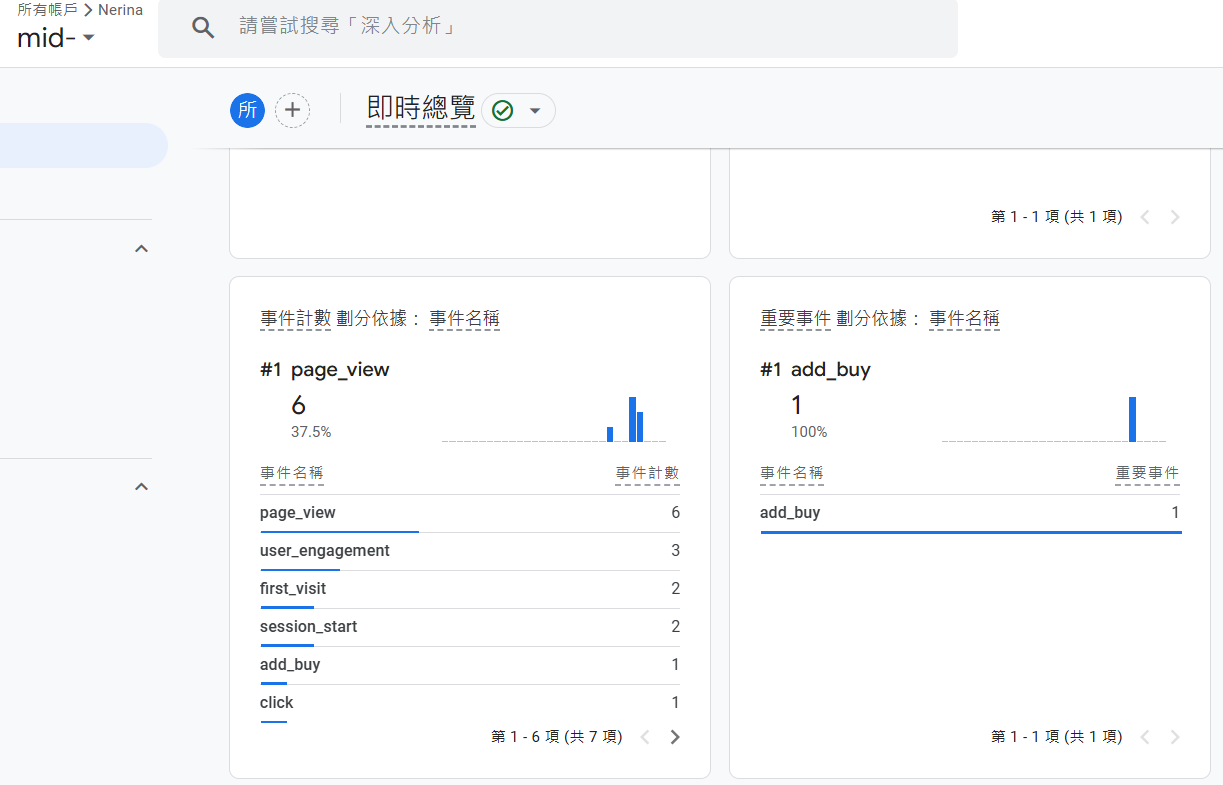 所有帳戶 > Nerina
mid-
請嘗試搜尋「深入分析」
所
即時總覽
第 1 - 1 項 (共 1 項)
事件計數 劃分依據： 事件名稱
#1 page_view
6
37.5%
事件名稱 事件計數
page_view 6
user_engagement 3
first_visit 2
session_start 2
add_buy 1
click 1
第 1 - 6 項 (共 7 項)
重要事件 劃分依據： 事件名稱
#1 add_buy
1
100%
事件名稱 重要事件
add_buy 1
第 1 - 1 項 (共 1 項)